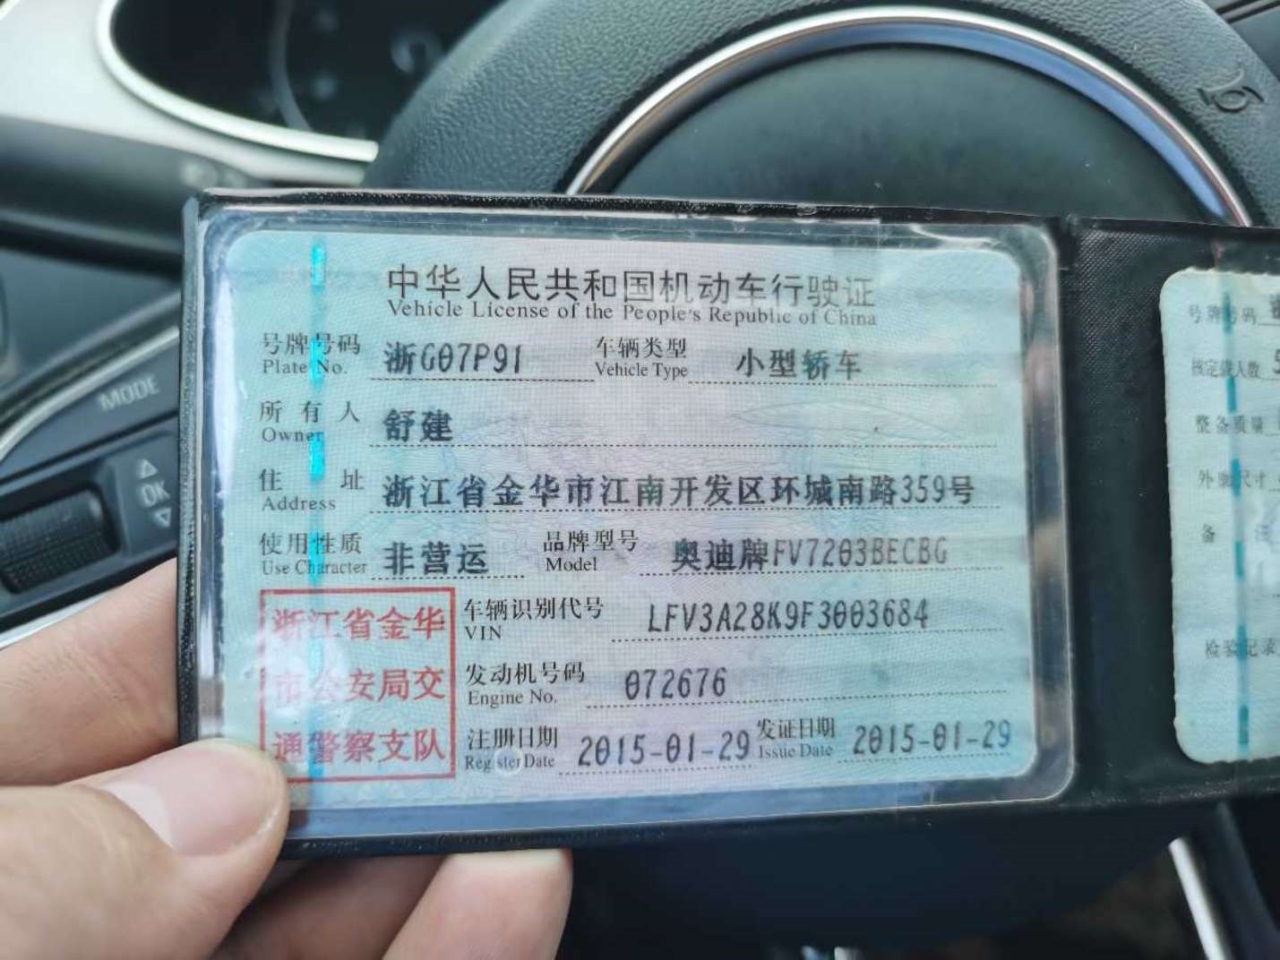 中华人民共和国机动车行驶证
Vehicle License of the People's Republic of China
号牌号码 浙G07P91 车辆类型 小型轿车
Plate No. Vehicle Type
所有人 舒建
Owner
住址 浙江省金华市江南开发区环城南路359号
Address
使用性质 非营运 品牌型号 奥迪牌FV7203BECBG
Use Character Model
浙江省金华
市公安局交
通警察支队
车辆识别代号 LFV3A28K9F3003684
VIN
发动机号码 072676
Engine No.
注册日期 2015-01-29 发证日期 2015-01-29
Register Date Issue Date
号牌号码
核定载人数
整备质量
外廓尺寸
备
检验记录
MODE
OK